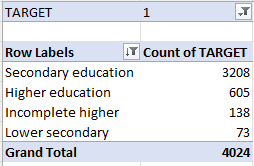 TARGET 1
Row Labels Count of TARGET
Secondary education 3208
Higher education 605
Incomplete higher 138
Lower secondary 73
Grand Total 4024